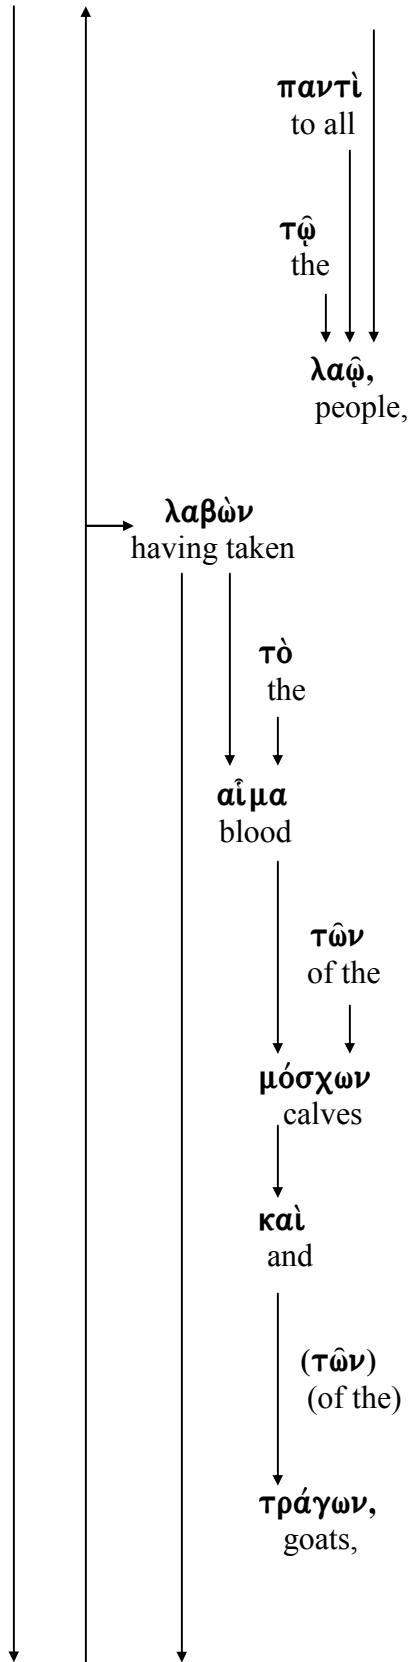 παντὶ
to all
τῷ
the
λαῷ,
people,
λαβὼν
having taken
τὸ
the
αἷμα
blood
τῶν
of the
μόσχων
calves
καὶ
and
(τῶν)
(of the)
τράγων,
goats,